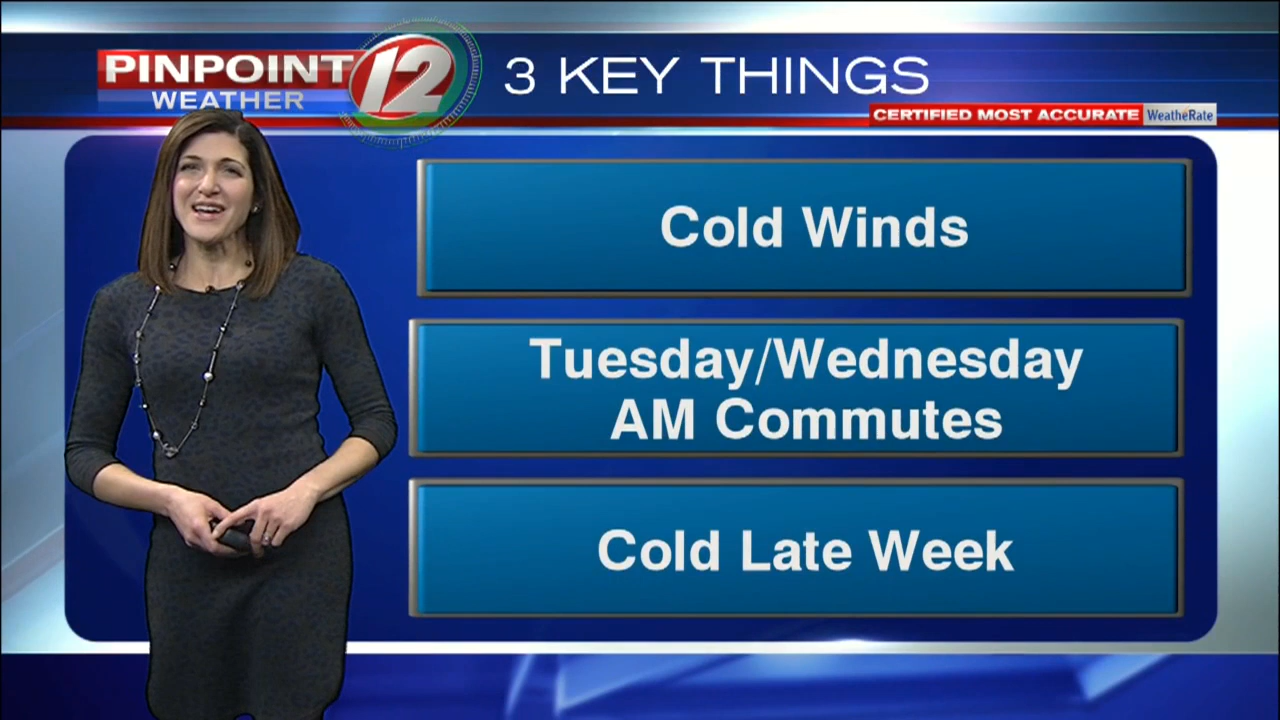 PINPOINT 12
WEATHER
3 KEY THINGS
CERTIFIED MOST ACCURATE WeatheRate
Cold Winds
Tuesday/Wednesday
AM Commutes
Cold Late Week